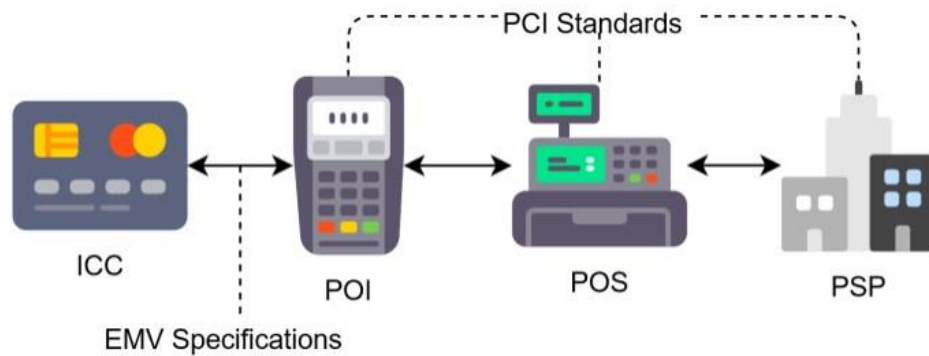 PCI Standards
ICC
POI
POS
PSP
EMV Specifications